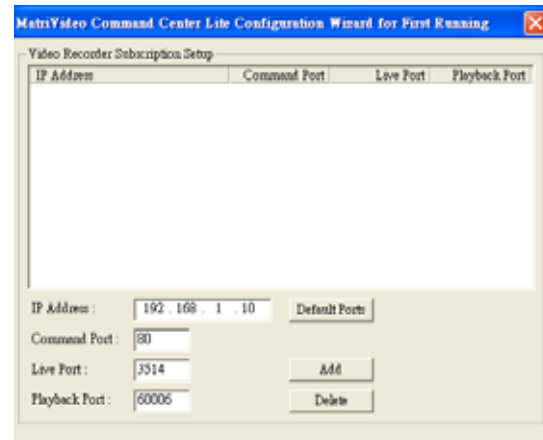 MatriVideo Command Center Lite Configuration Wizard for First Running
Video Recorder Subscription Setup
IP Address Command Port Live Port Playback Port
IP Address : 192 . 168 . 1 . 10 Default Ports
Command Port : 80
Live Port : 3514 Add
Playback Port : 60006 Delete